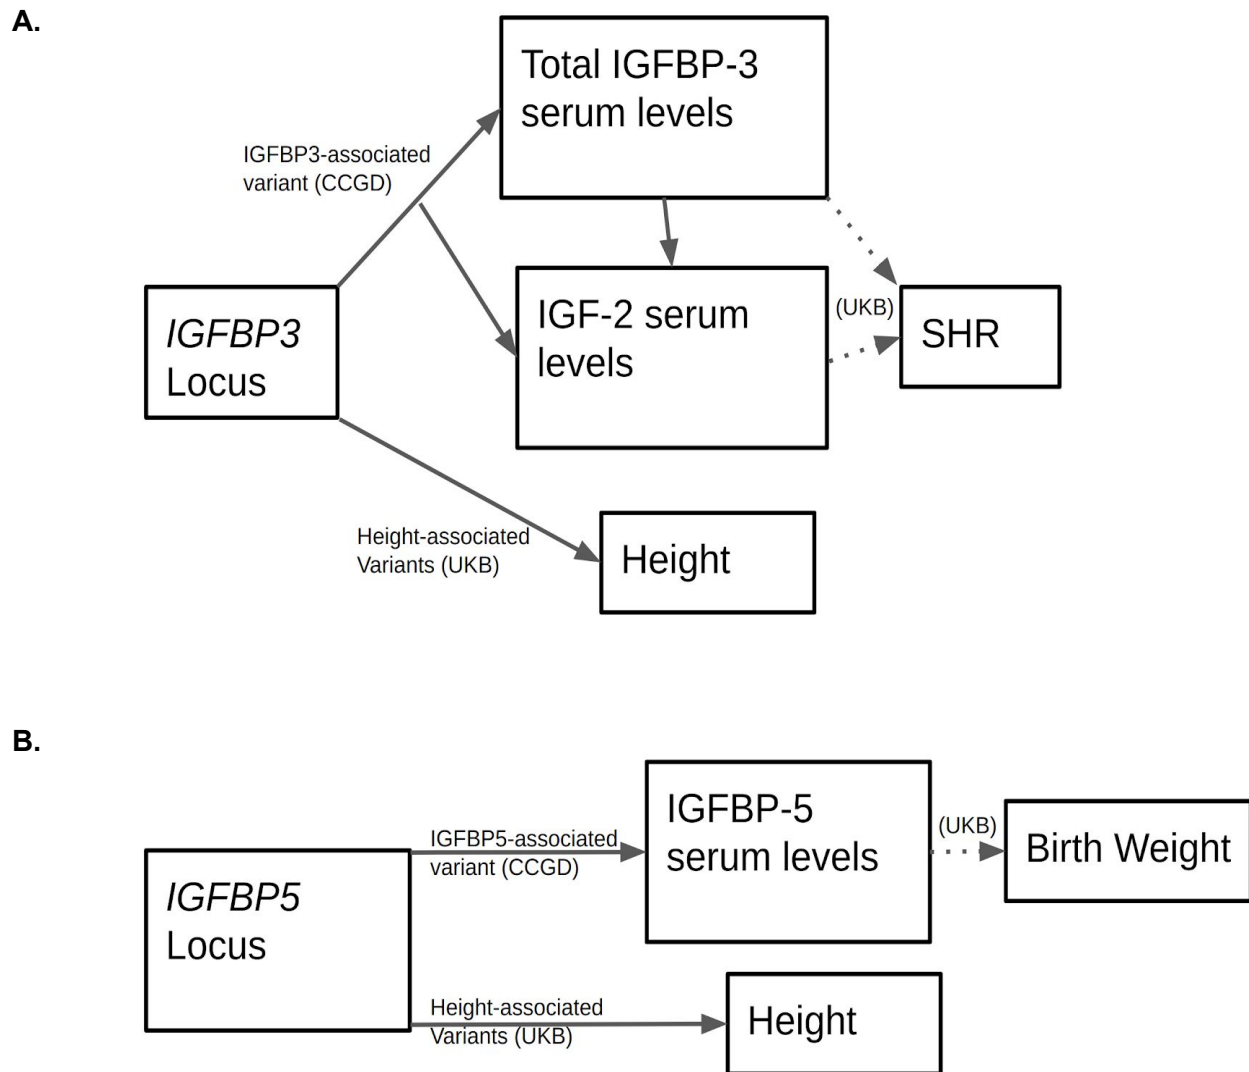 A.
Total IGFBP-3
serum levels
IGFBP3-associated
variant (CCGD)
IGF-2 serum
levels
(UKB)
SHR
IGFBP3
Locus
Height-associated
Variants (UKB)
Height
B.
IGFBP-5
serum levels
(UKB)
Birth Weight
IGFBP5-associated
variant (CCGD)
IGFBP5
Locus
Height-associated
Variants (UKB)
Height